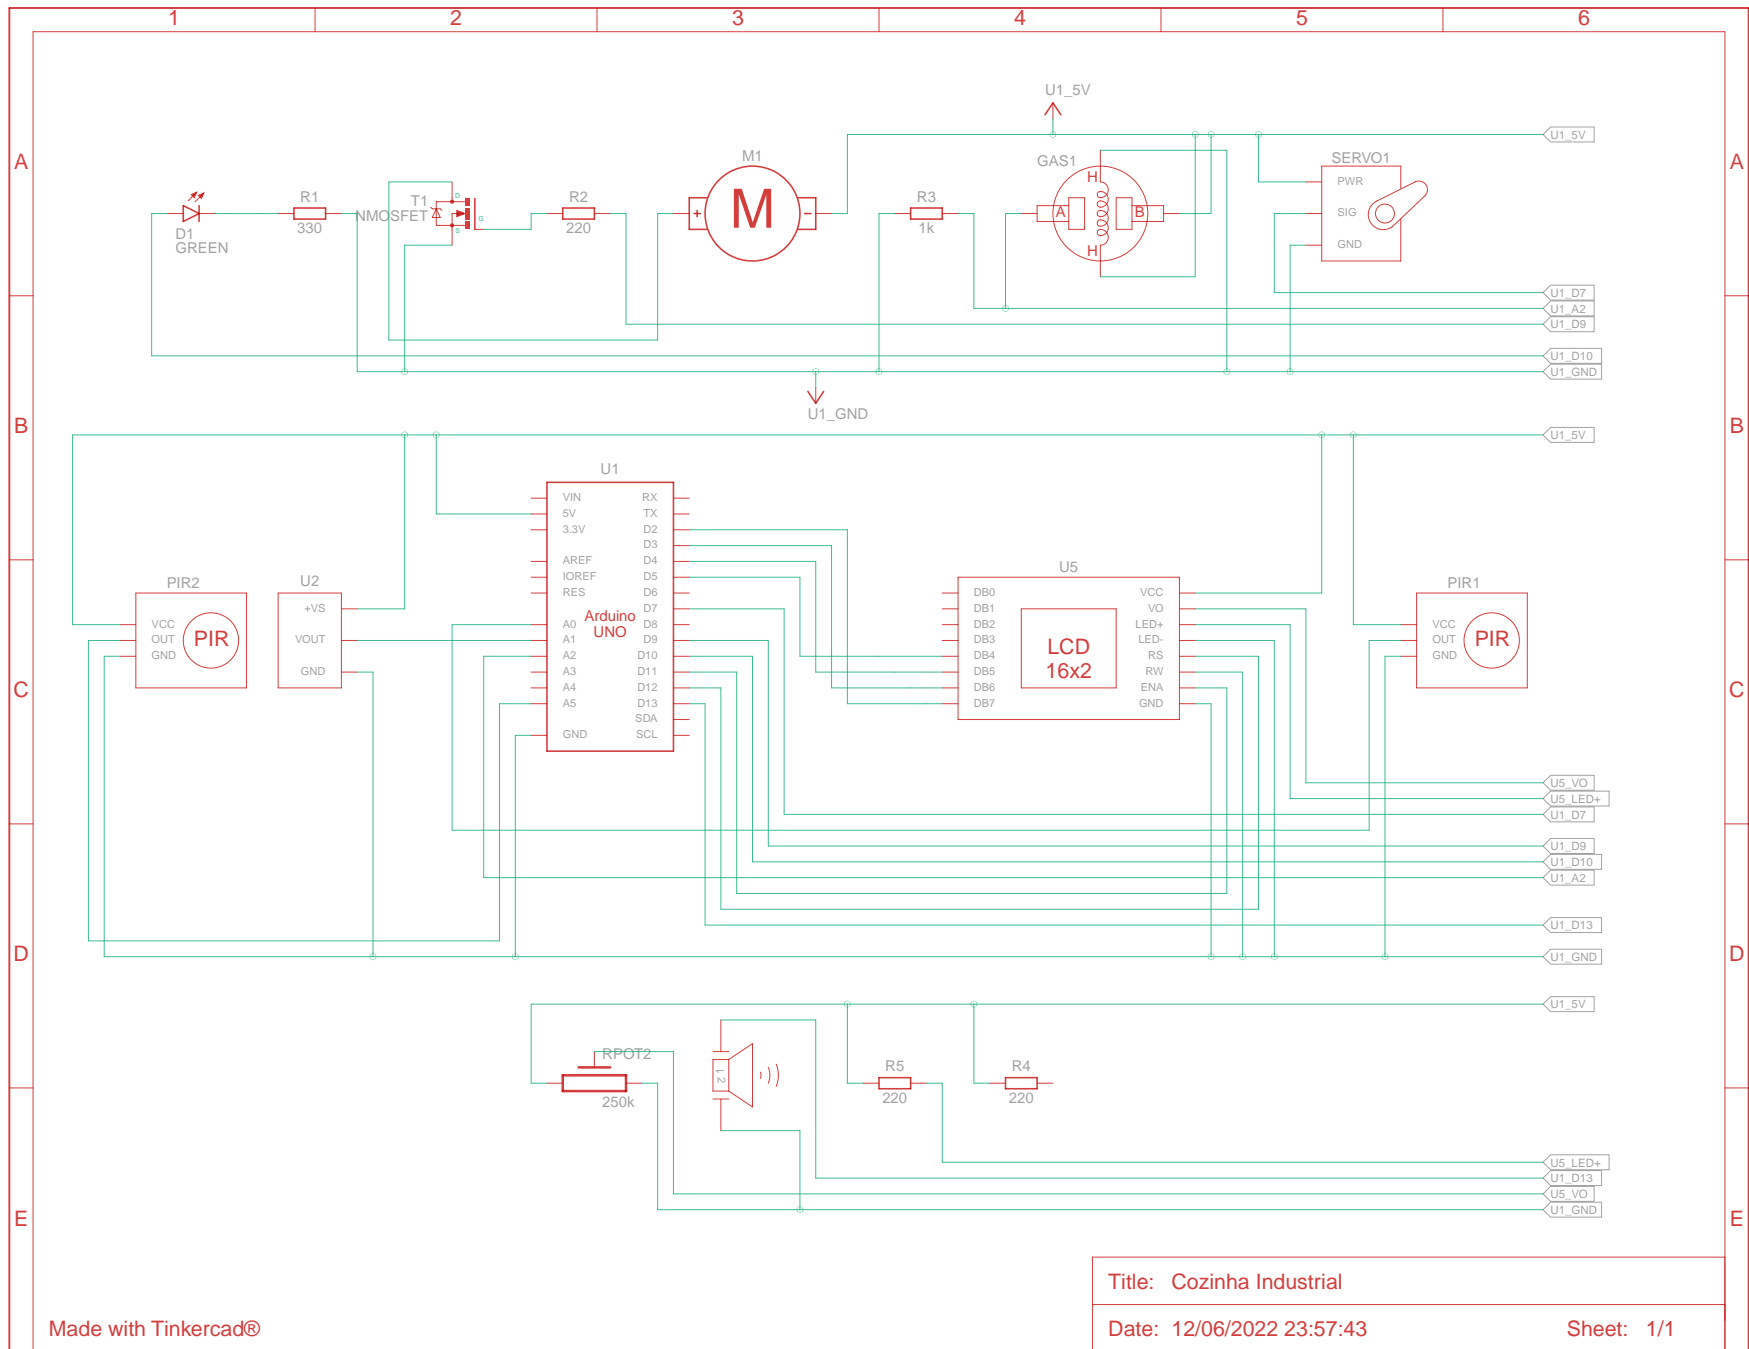 1 2 3 4 5 6
U1_5V
U1_5V
A A
M1
GAS1
SERVO1
H
PWR
R1
T1
D
R2
M
R3
A
B
SIG
NMOSFET
G
+
-
330
S
220
1k
D1
GREEN
H
GND
U1_D7
U1_A2
U1_D9
U1_D10
U1_GND
U1_GND
B B
U1_5V
U1
VIN RX
5V TX
3.3V D2
D3
AREF D4
IOREF D5
RES D6
D7
A0 D8
A1 D9
A2 D10
A3 D11
A4 D12
A5 D13
SDA
GND SCL
Arduino
UNO
PIR2
VCC
OUT
GND
PIR
U2
+VS
VOUT
GND
U5
DB0 VCC
DB1 VO
DB2 LED+
DB3 LED-
DB4 RS
DB5 RW
DB6 ENA
DB7 GND
LCD
16x2
PIR1
VCC
OUT
GND
PIR
C C
U5_VO
U5_LED+
U1_D7
U1_D9
U1_D10
U1_A2
U1_D13
D D
U1_GND
U1_5V
RPOT2
250k
1 2
R5
220
R4
220
U5_LED+
U1_D13
U5_VO
U1_GND
E E
Title: Cozinha Industrial
Made with Tinkercad®
Date: 12/06/2022 23:57:43 Sheet: 1/1